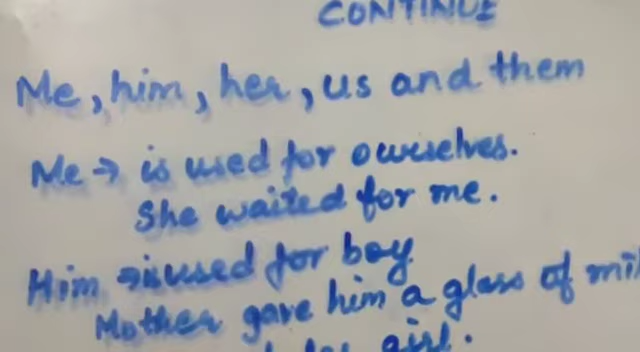 CONTINUE
Me, him, her, us and them
Me → is used for ourselves.
She waited for me.
Him → is used for boy
Mother gave him a glass of
girl.